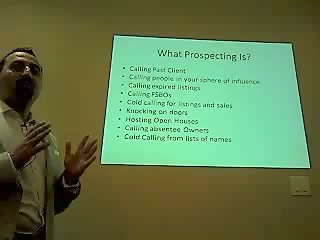 What Prospecting Is?
• Calling Past Client
• Calling people in your sphere of influence
• Calling expired listings
• Calling FSBOs
• Cold calling for listings and sales
• Knocking on doors
• Hosting Open Houses
• Calling absentee Owners
• Cold Calling from lists of names